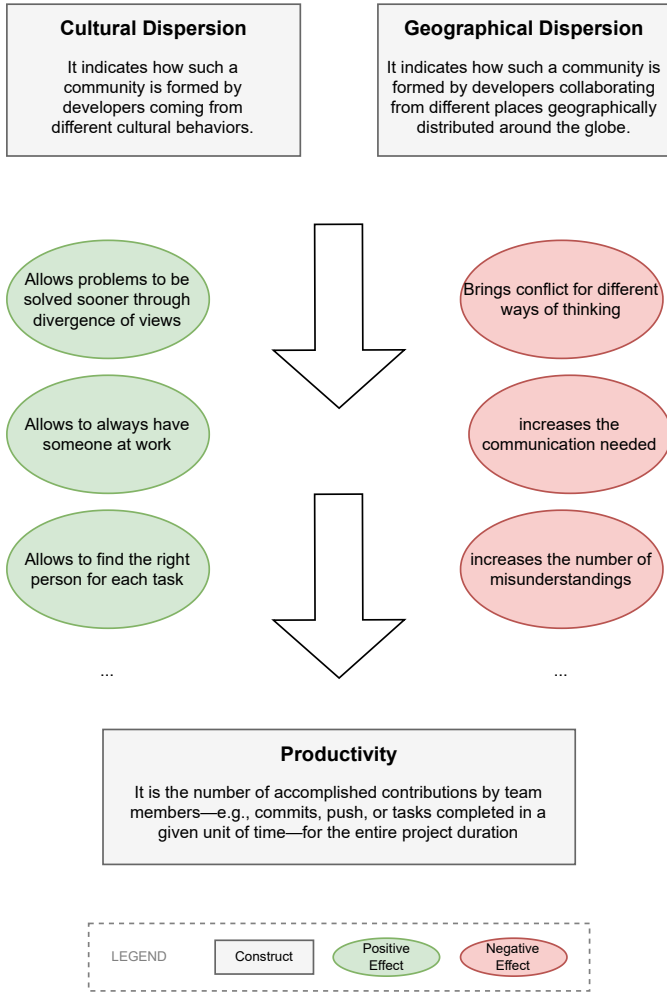 Cultural Dispersion
It indicates how such a
community is formed by
developers coming from
different cultural behaviors.
Geographical Dispersion
It indicates how such a community is
formed by developers collaborating
from different places geographically
distributed around the globe.
Allows problems to be
solved sooner through
divergence of views
Brings conflict for different
ways of thinking
Allows to always have
someone at work
increases the
communication needed
Allows to find the right
person for each task
increases the number of
misunderstandings
...
...
Productivity
It is the number of accomplished contributions by team
members—e.g., commits, push, or tasks completed in a
given unit of time—for the entire project duration
LEGEND
Construct
Positive
Effect
Negative
Effect